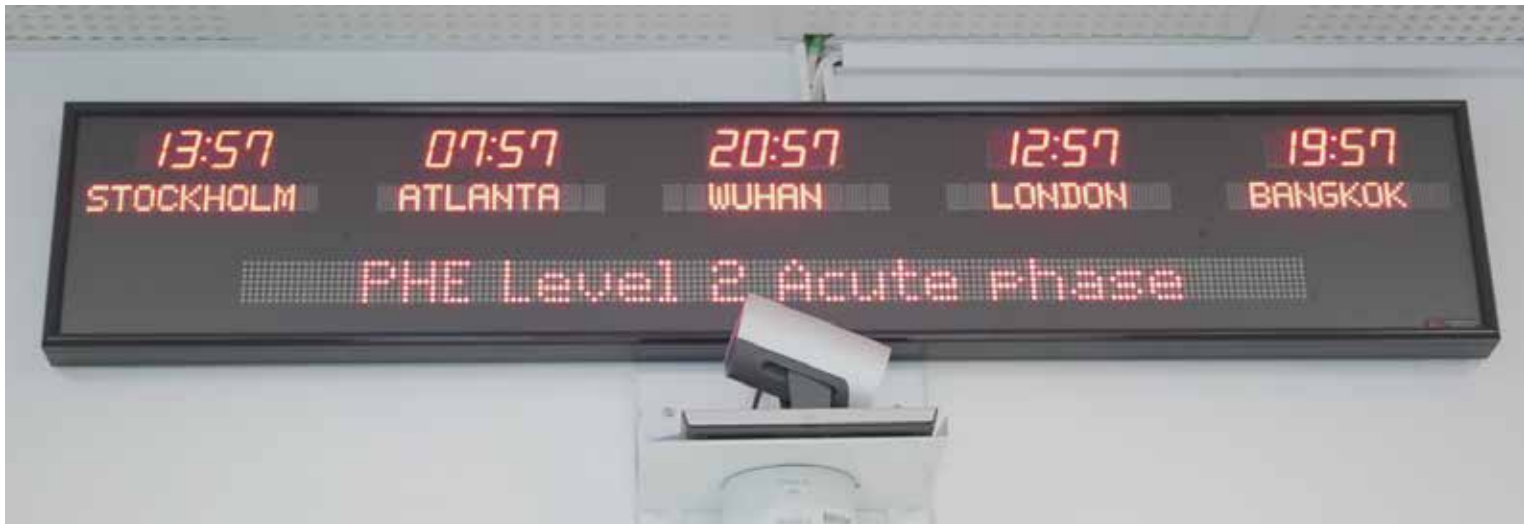 13:57 07:57 20:57 12:57 19:57
STOCKHOLM ATLANTA WUHAN LONDON BANGKOK
PHE Level 2 Acute phase